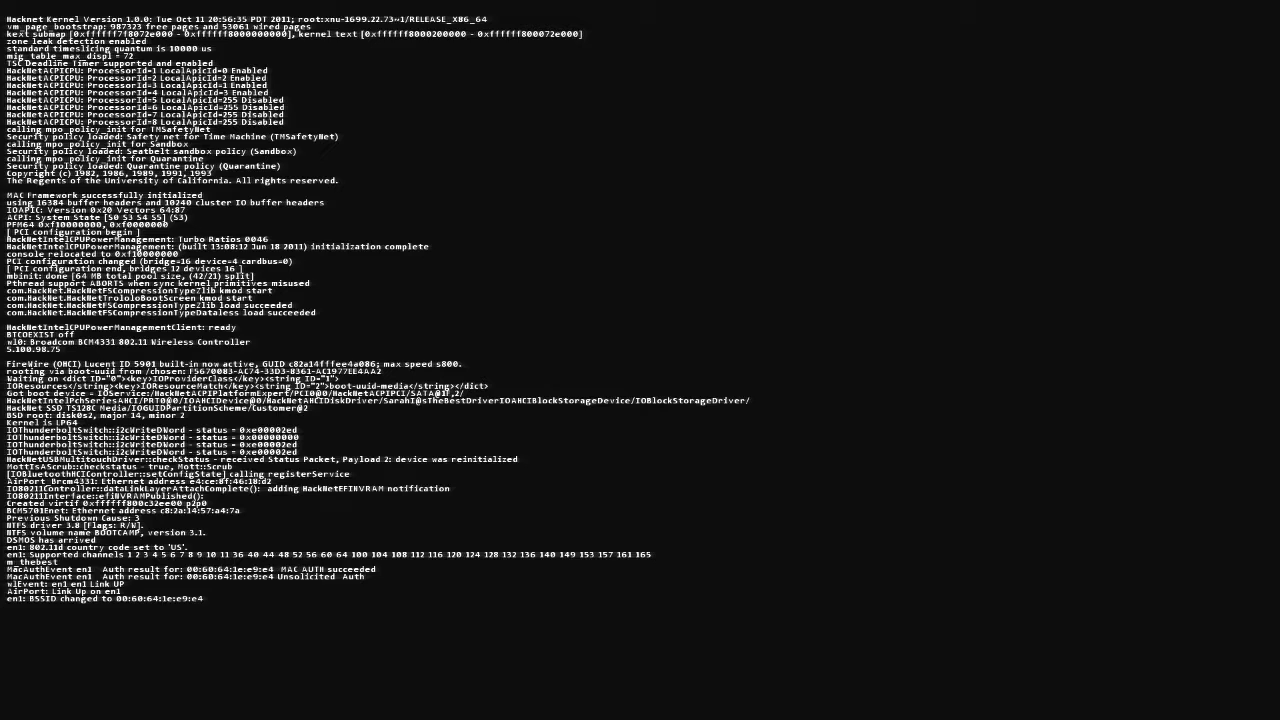 Hacknet Kernel Version 1.0.0: Tue Oct 11 20:56:35 PDT 2011; root:xnu-1699.22.73~1/RELEASE_X86_64
vm_page_bootstrap: 987323 free pages and 53061 wired pages
kext submap [0xffffff7f8072e000 - 0xffffff8000000000], kernel text [0xffffff8000200000 - 0xffffff800072e000]
zone leak detection enabled
standard timeslicing quantum is 10000 us
mig_table_max_displ = 72
TSC Deadline Timer supported and enabled
HackNetACPICPU: ProcessorId=1 LocalApicId=0 Enabled
HackNetACPICPU: ProcessorId=2 LocalApicId=2 Enabled
HackNetACPICPU: ProcessorId=3 LocalApicId=1 Enabled
HackNetACPICPU: ProcessorId=4 LocalApicId=3 Enabled
HackNetACPICPU: ProcessorId=5 LocalApicId=255 Disabled
HackNetACPICPU: ProcessorId=6 LocalApicId=255 Disabled
HackNetACPICPU: ProcessorId=7 LocalApicId=255 Disabled
HackNetACPICPU: ProcessorId=8 LocalApicId=255 Disabled
calling mpo_policy_init for TMSafetyNet
Security policy loaded: Safety net for Time Machine (TMSafetyNet)
calling mpo_policy_init for Sandbox
Security policy loaded: Seatbelt sandbox policy (Sandbox)
calling mpo_policy_init for Quarantine
Security policy loaded: Quarantine policy (Quarantine)
Copyright (c) 1982, 1986, 1989, 1991, 1993
The Regents of the University of California. All rights reserved.
MAC Framework successfully initialized
using 16384 buffer headers and 10240 cluster IO buffer headers
IOAPIC: Version 0x20 Vectors 64:87
ACPI: System State [S0 S3 S4 S5] (S3)
PFM64 0xf10000000, 0xf0000000
[ PCI configuration begin ]
HackNetIntelCPUPowerManagement: Turbo Ratios 0046
HackNetIntelCPUPowerManagement: (built 13:08:12 Jun 18 2011) initialization complete
console relocated to 0xf10000000
PCI configuration changed (bridge=16 device=4 cardbus=0)
[ PCI configuration end, bridges 12 devices 16 ]
mbinit: done [64 MB total pool size, (42/21) split]
Pthread support ABORTS when sync kernel primitives misused
com.HackNet.HackNetFSCompressionTypeZlib kmod start
com.HackNet.HackNetTrololoBootScreen kmod start
com.HackNet.HackNetFSCompressionTypeZlib load succeeded
com.HackNet.HackNetFSCompressionTypeDataless load succeeded
HackNetIntelCPUPowerManagementClient: ready
BTCOEXIST off
wl0: Broadcom BCM4331 802.11 Wireless Controller
5.100.98.75
FireWire (OHCI) Lucent ID 5901 built-in now active, GUID c82a14fffee4a086; max speed s800.
rooting via boot-uuid from /chosen: F5670083-AC74-33D3-8361-AC1977EE4AA2
Waiting on <dict ID="0"><key>IOProviderClass</key><string ID="1">
IOResources</string><key>IOResourceMatch</key><string ID="2">boot-uuid-media</string></dict>
Got boot device = IOService:/HackNetACPIPlatformExpert/PCI0@0/HackNetACPIPCI/SATA@1F,2/
HackNetIntelPchSeriesAHCI/PRT0@0/IOAHCIDevice@0/HackNetAHCIDiskDriver/SarahI@sTheBestDriverIOAHCIBlockStorageDevice/IOBlockStorageDriver/
HackNet SSD TS128C Media/IOGUIDPartitionScheme/Customer@2
BSD root: disk0s2, major 14, minor 2
Kernel is LP64
IOThunderboltSwitch::i2cWriteDWord - status = 0xe00002ed
IOThunderboltSwitch::i2cWriteDWord - status = 0x00000000
IOThunderboltSwitch::i2cWriteDWord - status = 0xe00002ed
IOThunderboltSwitch::i2cWriteDWord - status = 0xe00002ed
HackNetUSBMultitouchDriver::checkStatus - received Status Packet, Payload 2: device was reinitialized
MottIsAScrub::checkstatus - true, Mott::Scrub
[IOBluetoothHCIController::setConfigState] calling registerService
AirPort_Brcm4331: Ethernet address e4:ce:8f:46:18:d2
IO80211Controller::dataLinkLayerAttachComplete():  adding HackNetEFINVRAM notification
IO80211Interface::efiNVRAMPublished():
Created virtif 0xffffff800c32ee00 p2p0
BCM5701Enet: Ethernet address c8:2a:14:57:a4:7a
Previous Shutdown Cause: 3
NTFS driver 3.8 [Flags: R/W].
NTFS volume name BOOTCAMP, version 3.1.
DSMOS has arrived
en1: 802.11d country code set to 'US'.
en1: Supported channels 1 2 3 4 5 6 7 8 9 10 11 36 40 44 48 52 56 60 64 100 104 108 112 116 120 124 128 132 136 140 149 153 157 161 165
m_thebest
MacAuthEvent en1   Auth result for: 00:60:64:1e:e9:e4  MAC AUTH succeeded
MacAuthEvent en1   Auth result for: 00:60:64:1e:e9:e4 Unsolicited  Auth
wlEvent: en1 en1 Link UP
AirPort: Link Up on en1
en1: BSSID changed to 00:60:64:1e:e9:e4